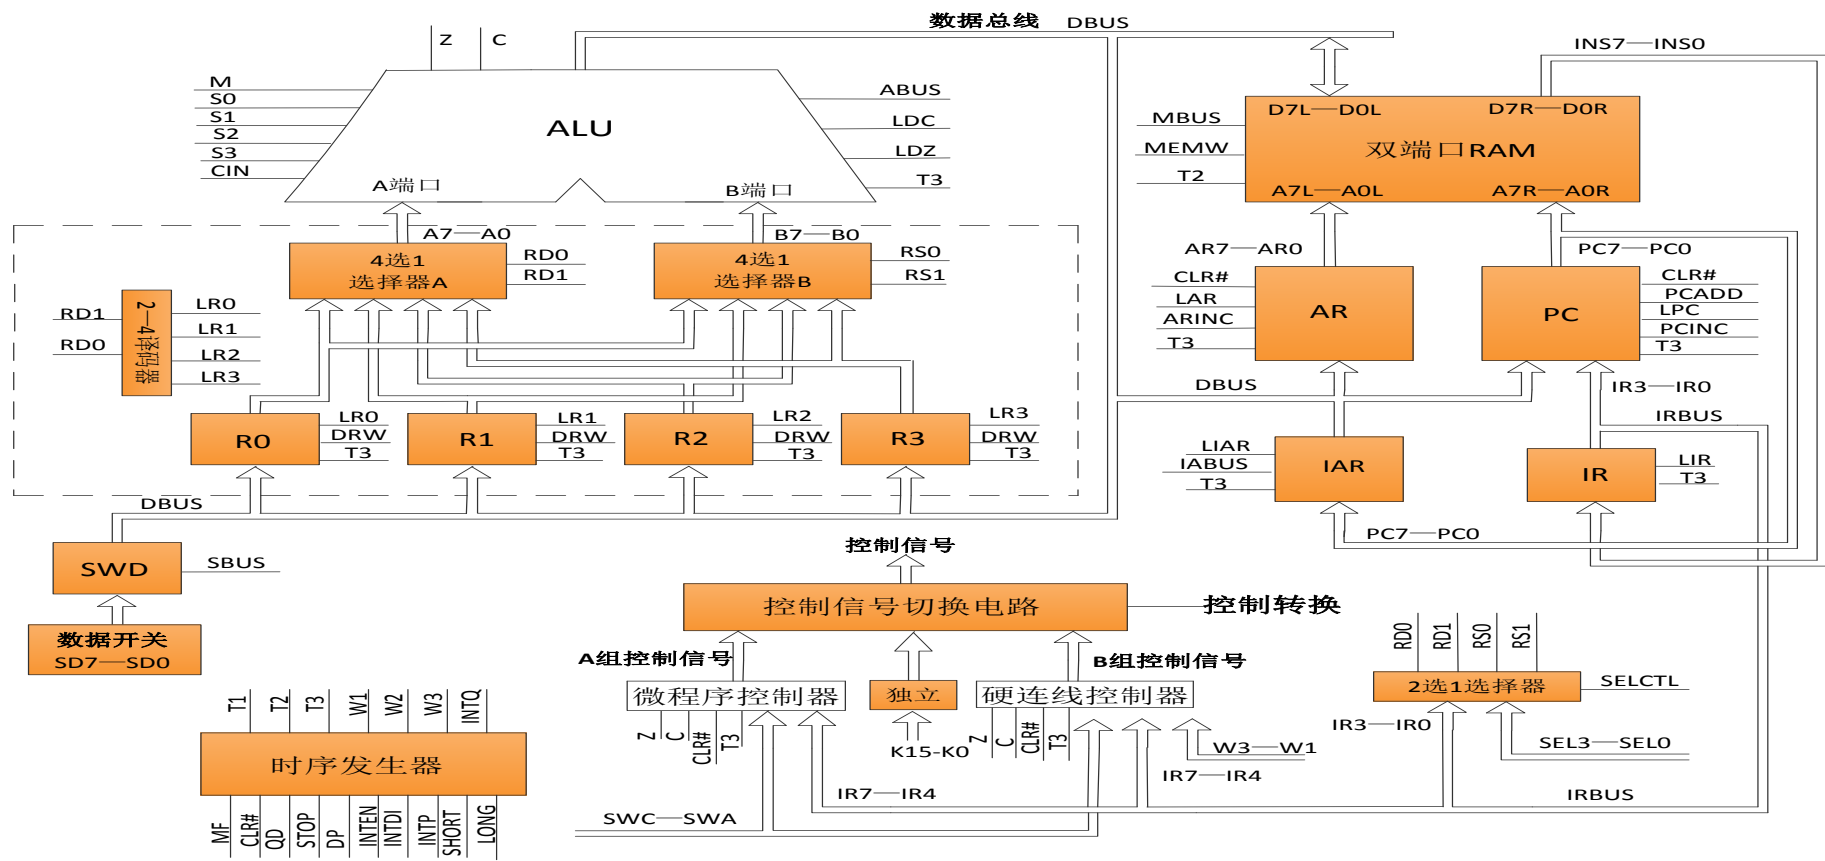 数据总线 DBUS
Z
C
INS7—INS0
M
S0
S1
S2
S3
CIN
ALU
ABUS
LDC
LDZ
T3
A端口
B端口
MBUS
MEMW
T2
D7L—D0L
D7R—D0R
双端口RAM
A7L—A0L
A7R—A0R
A7—A0
B7—B0
4选1
选择器A
RD0
RD1
4选1
选择器B
RS0
RS1
RD1
RD0
2—4译码器
LR0
LR1
LR2
LR3
AR7—AR0
PC7—PC0
CLR#
LAR
ARINC
T3
AR
PC
CLR#
PCADD
LPC
PCINC
T3
DBUS
IR3—IR0
IRBUS
R0
LR0
DRW
T3
R1
LR1
DRW
T3
R2
LR2
DRW
T3
R3
LR3
DRW
T3
LIAR
IABUS
T3
IAR
IR
LIR
T3
DBUS
PC7—PC0
SWD
SBUS
数据开关
SD7—SD0
控制信号
控制信号切换电路
控制转换
A组控制信号
B组控制信号
微程序控制器
独立
硬连线控制器
Z
C
CLR#
T3
K15-K0
Z
C
CLR#
T3
W3—W1
IR7—IR4
IR7—IR4
SWC—SWA
RD0
RD1
RS0
RS1
2选1选择器
SELCTL
IR3—IR0
SEL3—SEL0
IRBUS
T1
T2
T3
W1
W2
W3
INTQ
时序发生器
MF
CLR#
QD
STOP
DP
INTEN
INTDI
INTP
SHORT
LONG